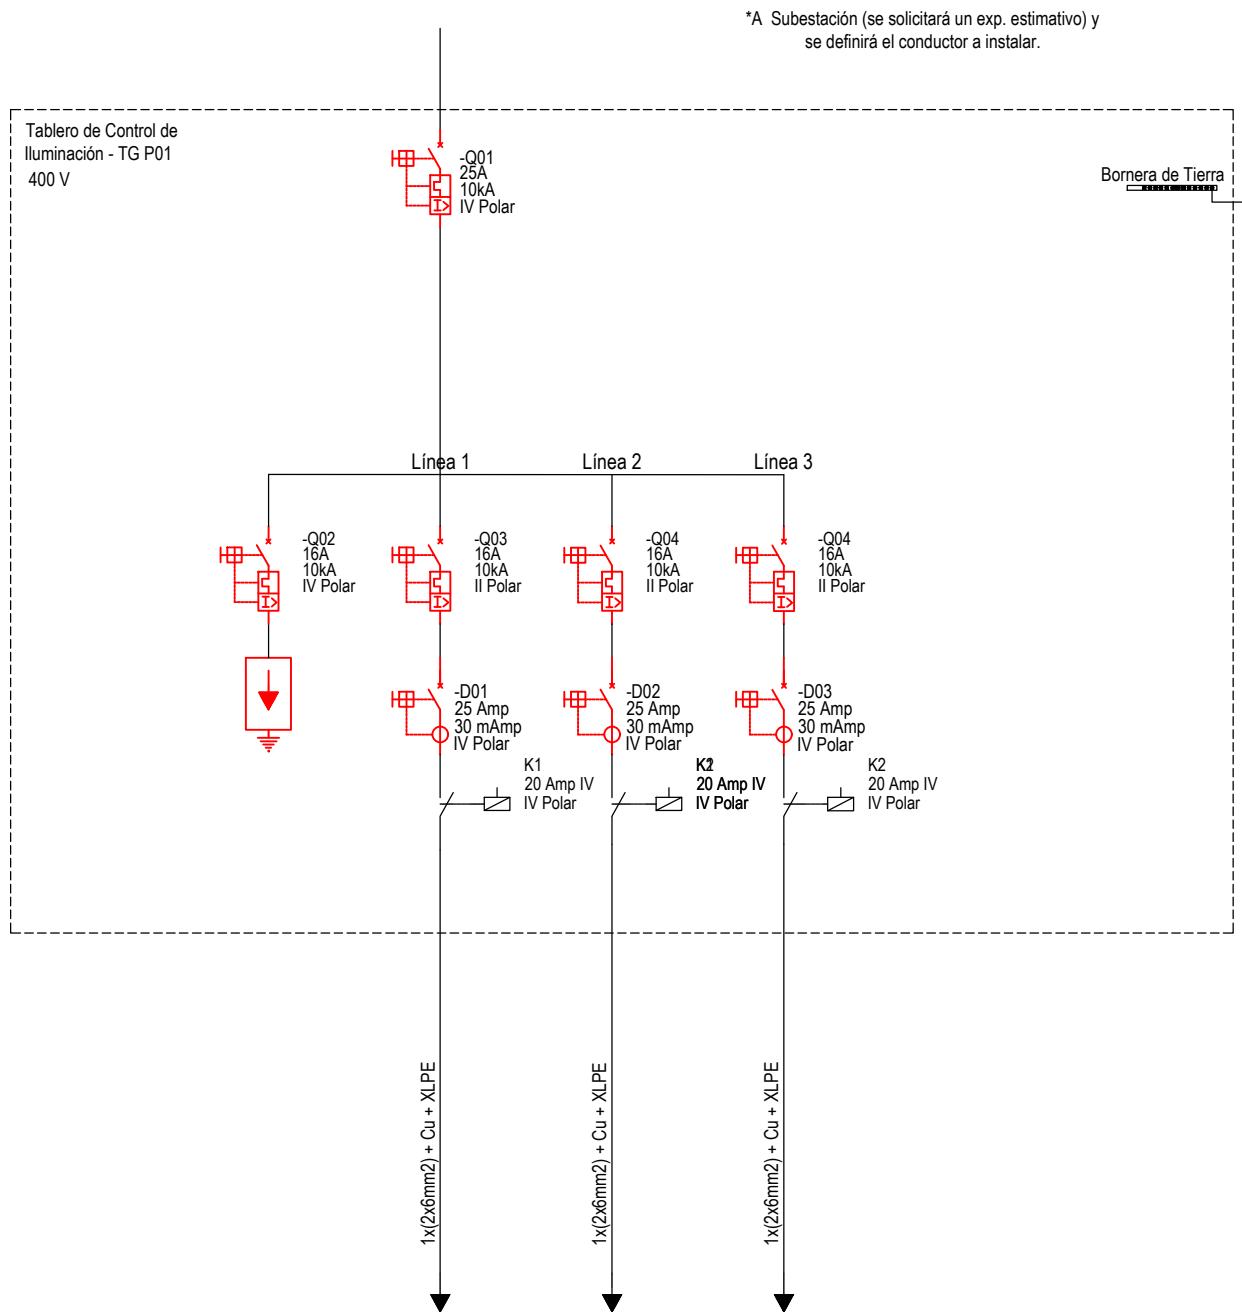 *A  Subestación (se solicitará un exp. estimativo) y
se definirá el conductor a instalar.
Tablero de Control de
Iluminación - TG P01
400 V
-Q01
25A
10kA
IV Polar
Bornera de Tierra
Línea 1
Línea 2
Línea 3
-Q02
16A
10kA
IV Polar
-Q03
16A
10kA
II Polar
-Q04
16A
10kA
II Polar
-Q04
16A
10kA
II Polar
-D01
25 Amp
30 mAmp
IV Polar
-D02
25 Amp
30 mAmp
IV Polar
-D03
25 Amp
30 mAmp
IV Polar
K1
20 Amp IV
IV Polar
20 Amp IV
IV Polar
K2
20 Amp IV
IV Polar
1x(2x6mm2) + Cu + XLPE
1x(2x6mm2) + Cu + XLPE
1x(2x6mm2) + Cu + XLPE